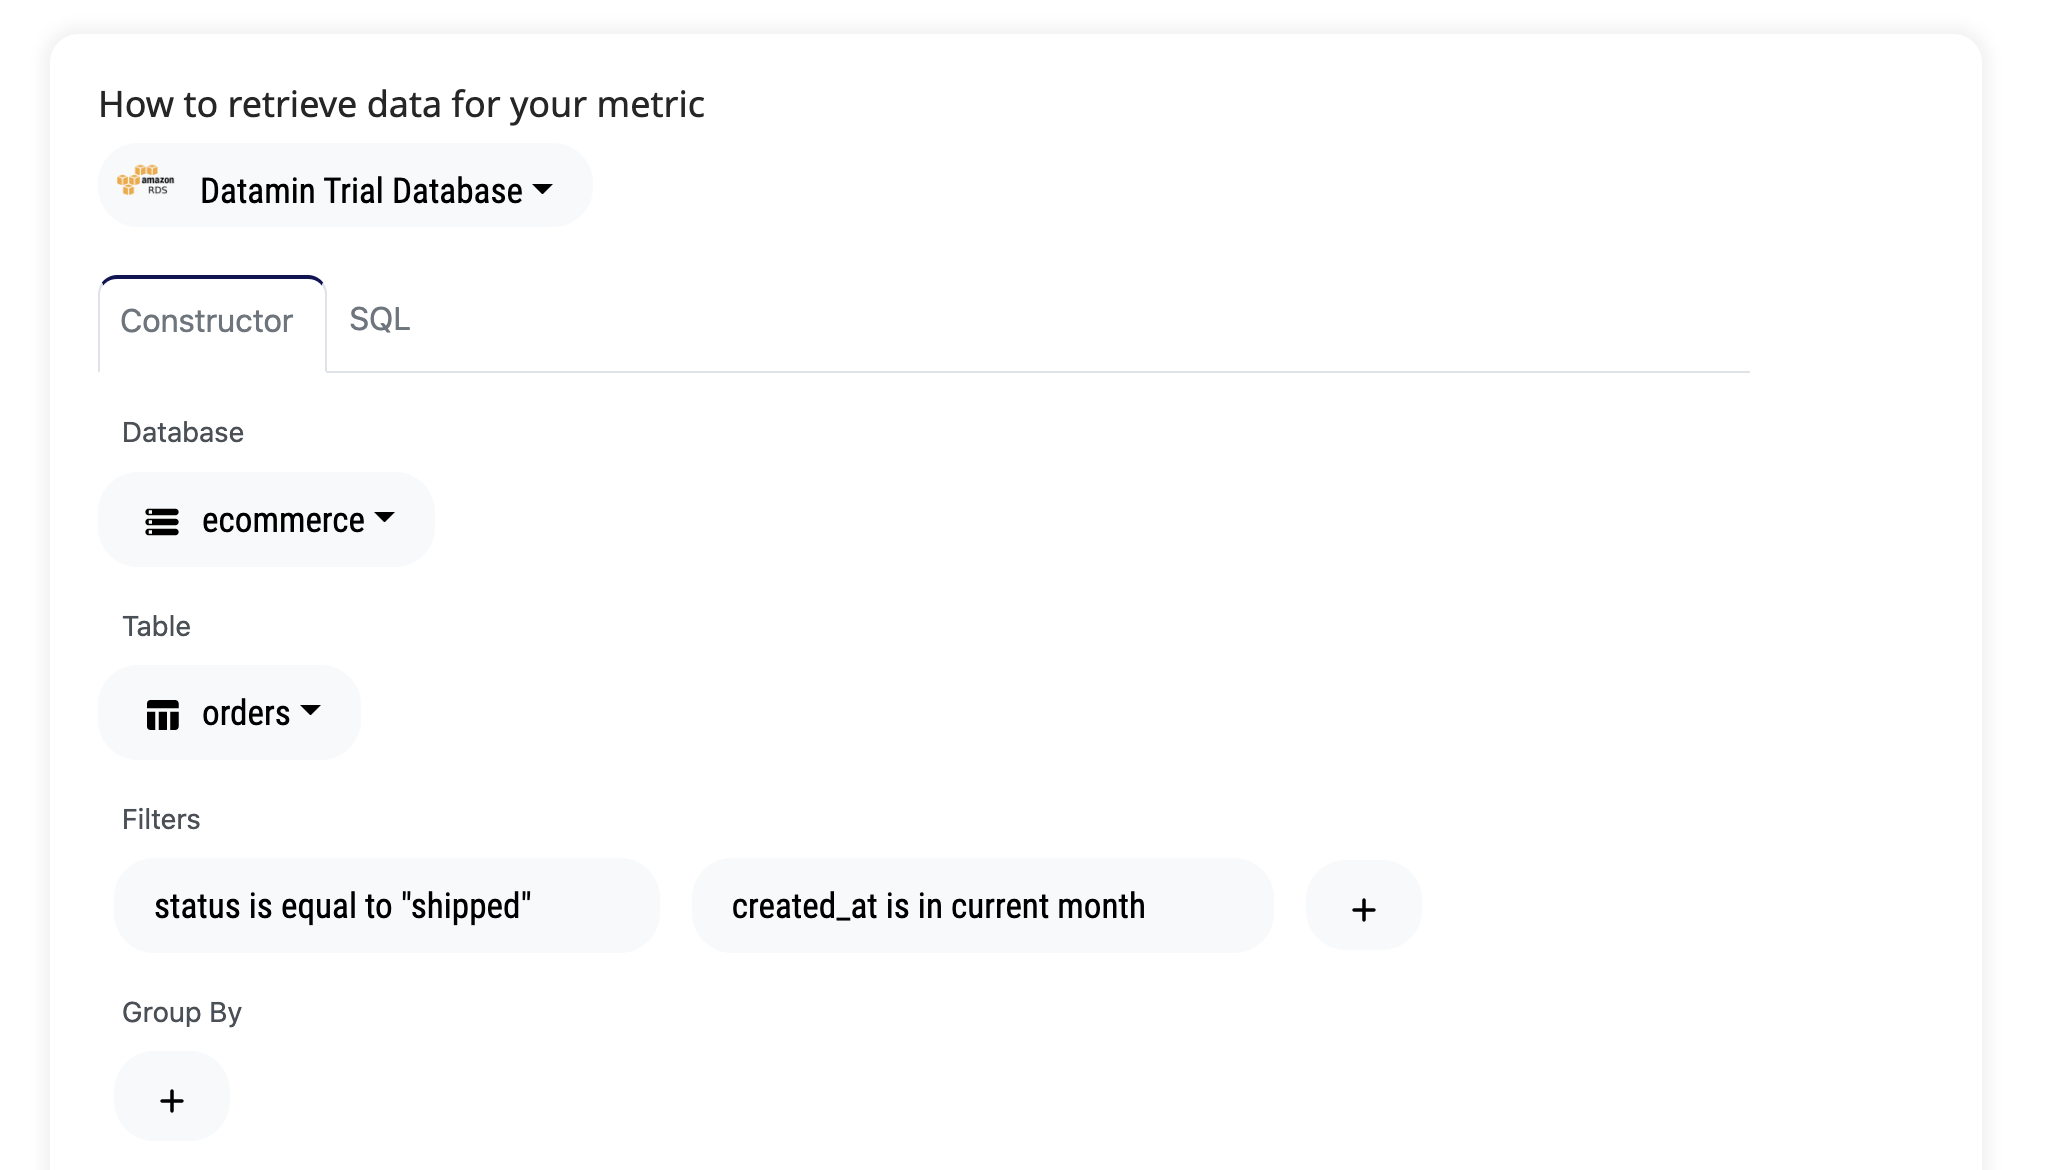 How to retrieve data for your metric
amazon
RDS
Datamin Trial Database
Constructor
SQL
Database
ecommerce
Table
orders
Filters
status is equal to "shipped"
created_at is in current month
+
Group By
+